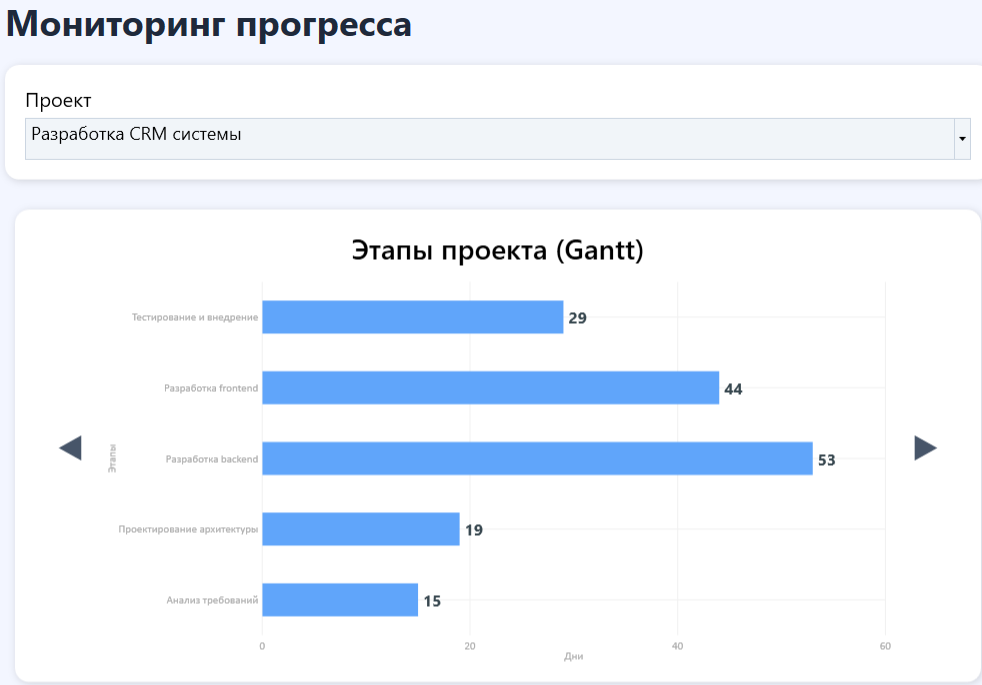 Мониторинг прогресса
Проект
Разработка CRM системы
Этапы проекта (Gantt)
Тестирование и внедрение 29
Разработка frontend 44
Этапы
Разработка backend 53
Проектирование архитектуры 19
Анализ требований 15
0 20 40 60
Дни